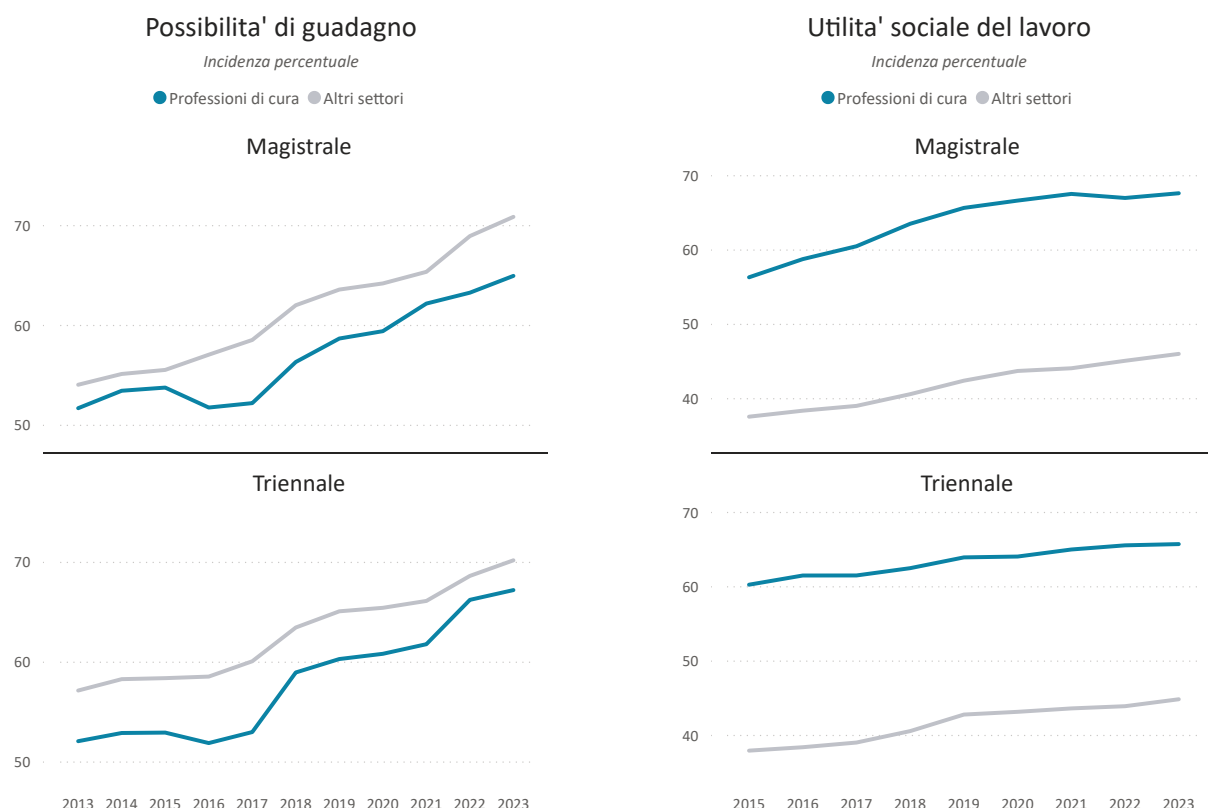 Possibilita' di guadagno
Incidenza percentuale
Professioni di cura Altri settori
Magistrale
70
60
50
Triennale
70
60
50
2013 2014 2015 2016 2017 2018 2019 2020 2021 2022 2023
Utilita' sociale del lavoro
Incidenza percentuale
Professioni di cura Altri settori
Magistrale
70
60
50
40
Triennale
70
60
50
40
2015 2016 2017 2018 2019 2020 2021 2022 2023